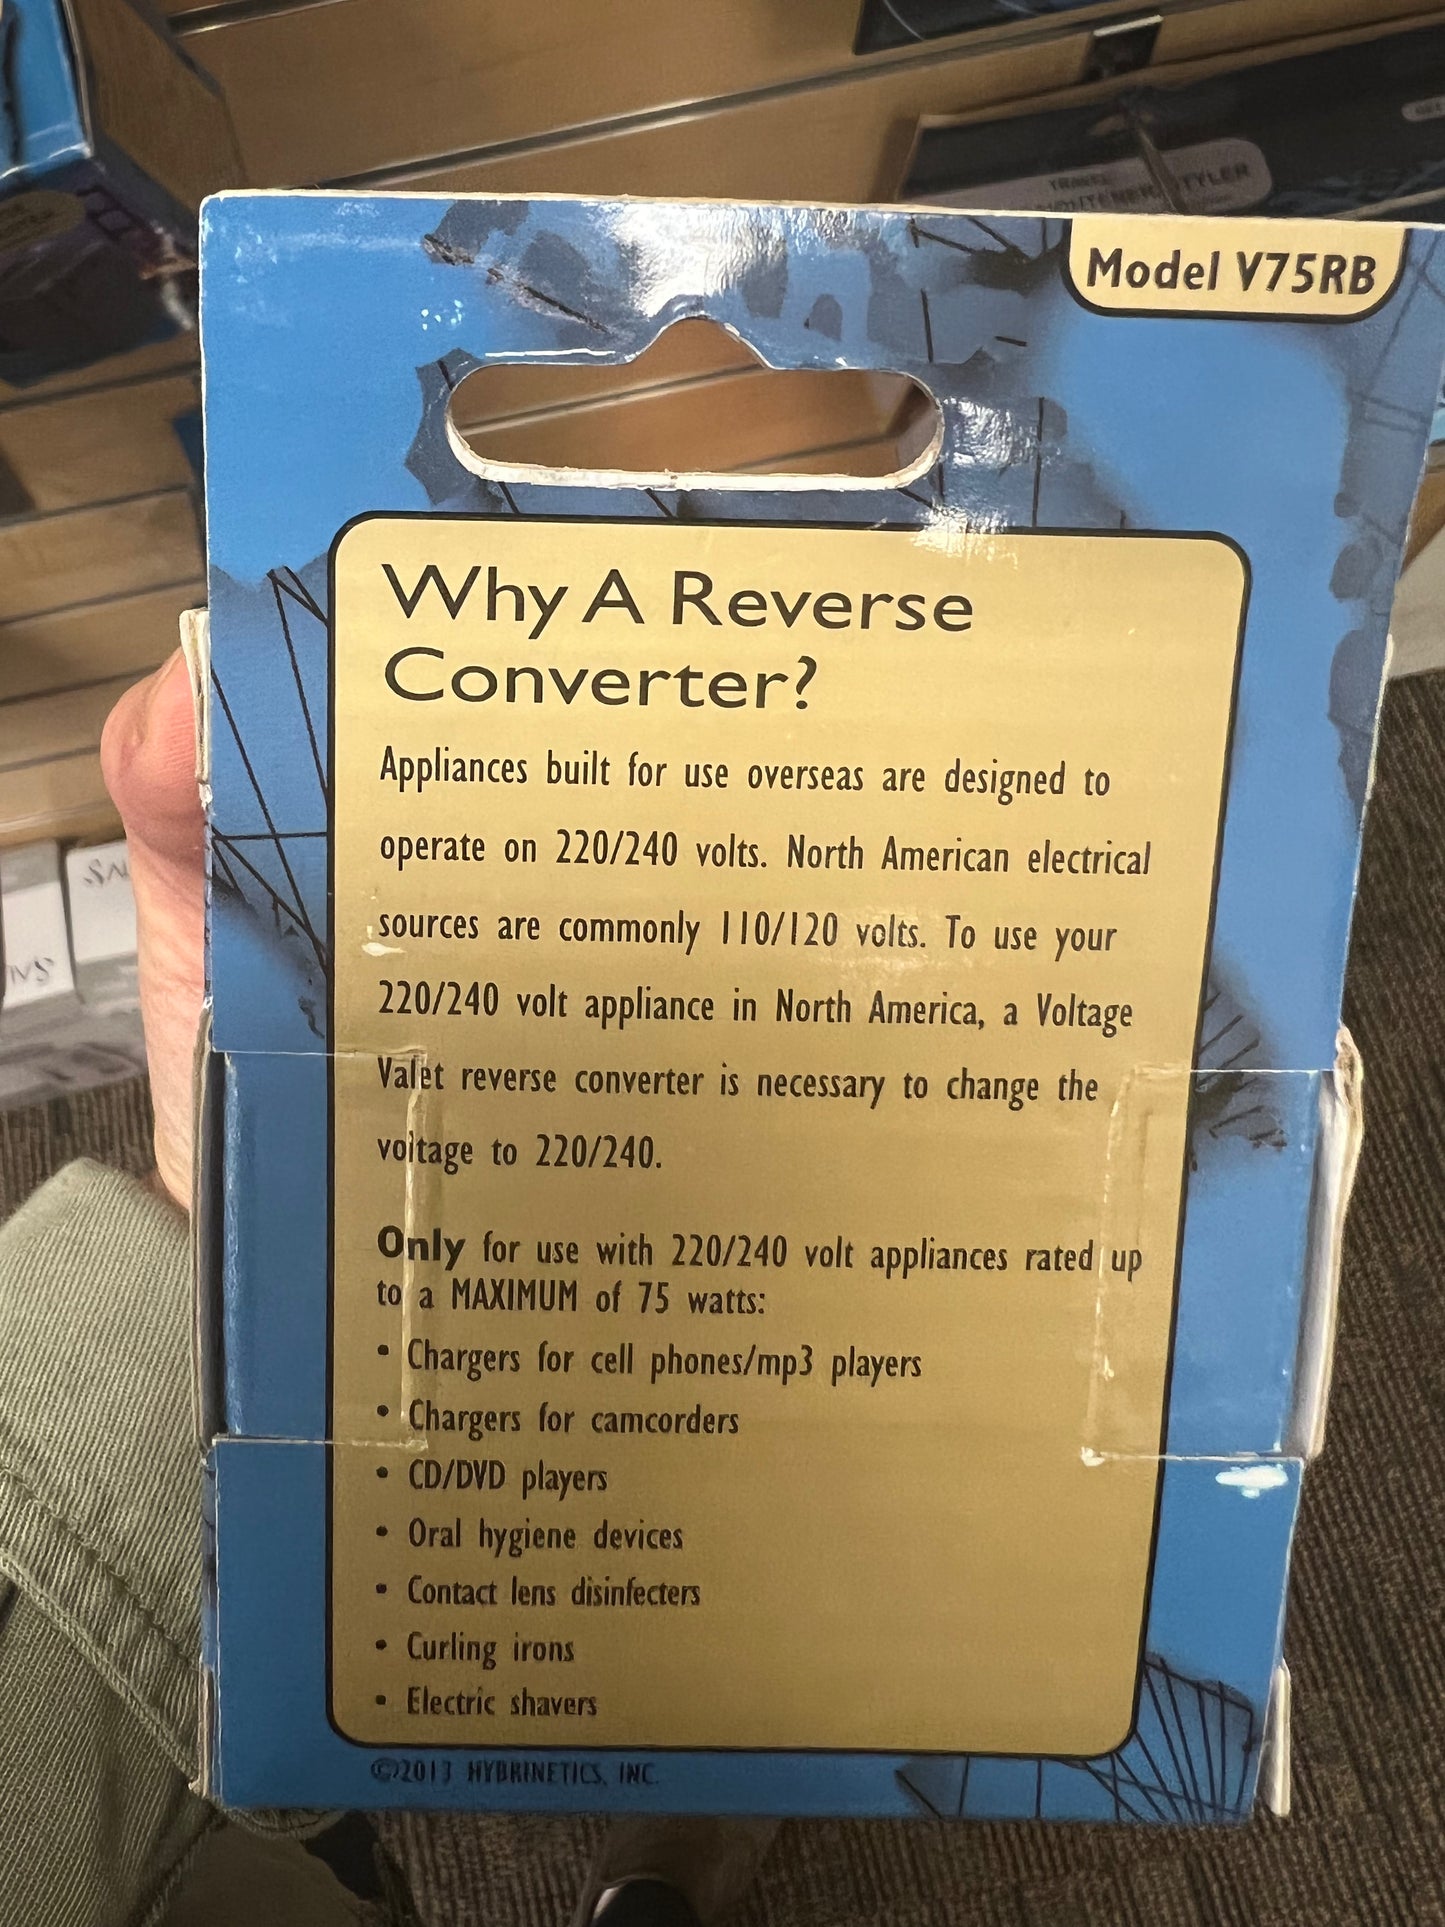 Model V75RB
Why A Reverse
Converter?
Appliances built for use overseas are designed to
operate on 220/240 volts. North American electrical
sources are commonly 110/120 volts. To use your
220/240 volt appliance in North America, a Voltage
Valet reverse converter is necessary to change the
voltage to 220/240.
Only for use with 220/240 volt appliances rated up
to a MAXIMUM of 75 watts:
• Chargers for cell phones/mp3 players
• Chargers for camcorders
• CD/DVD players
• Oral hygiene devices
• Contact lens disinfecters
• Curling irons
• Electric shavers
©2013 HYBRINETICS, INC.